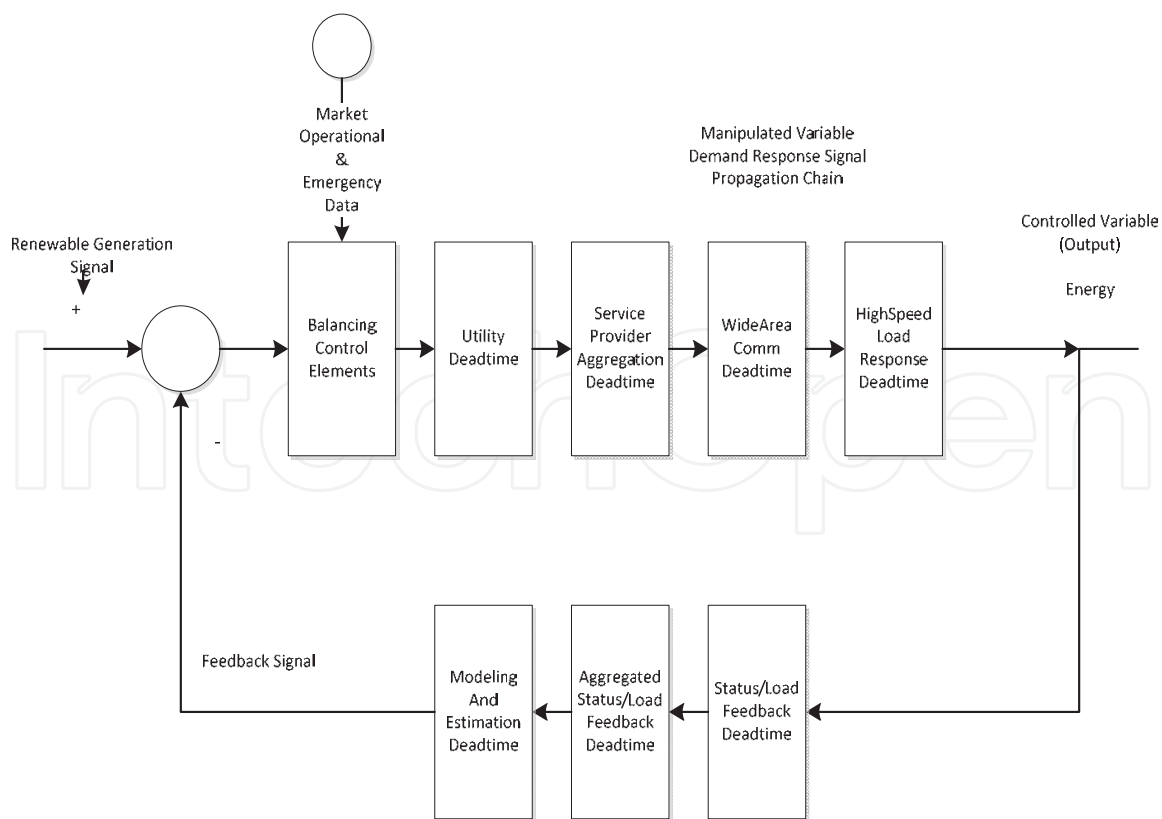 Market
Operational
&
Emergency
Data
Manipulated Variable
Demand Response Signal
Propagation Chain
Controlled Variable
(Output)
Energy
Renewable Generation
Signal
+
-
Balancing
Control
Elements
Utility
Deadtime
Service
Provider
Aggregation
Deadtime
WideArea
Comm
Deadtime
HighSpeed
Load
Response
Deadtime
IntechOpen
Feedback Signal
Modeling
And
Estimation
Deadtime
Aggregated
Status/Load
Feedback
Deadtime
Status/Load
Feedback
Deadtime